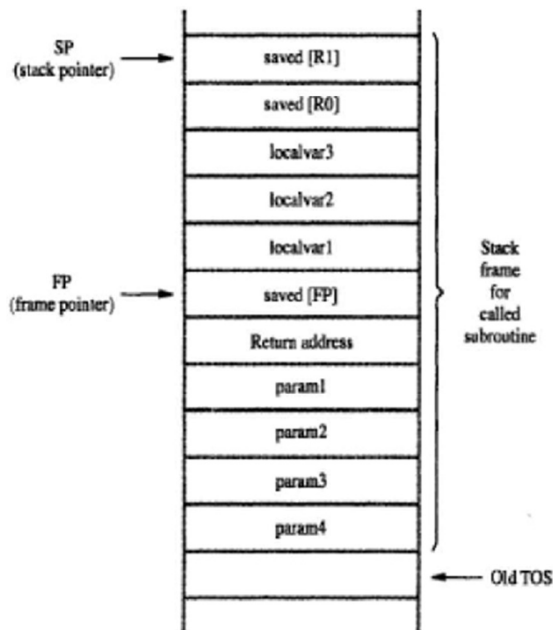 SP
(stack pointer)
saved [R1]
saved [R0]
localvar3
localvar2
localvar1
FP
(frame pointer)
saved [FP]
Return address
param1
param2
param3
param4
Stack
frame
for
called
subroutine
Old TOS